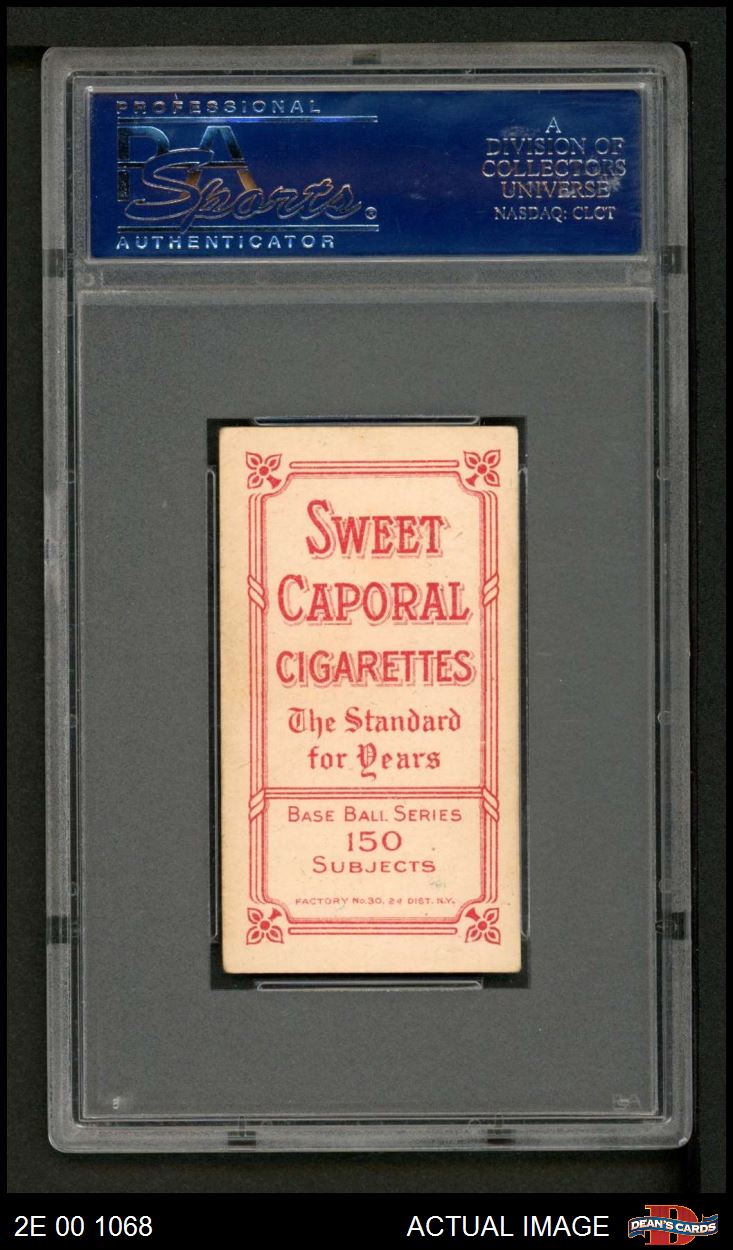 PROFESSIONAL
PSA
Sports®
AUTHENTICATOR
A
DIVISION OF
COLLECTORS
UNIVERSE
NASDAQ: CLCT
SWEET
CAPORAL
CIGARETTES
The Standard
for Years
BASE BALL SERIES
150
SUBJECTS
FACTORY No. 30, 2d DIST. N.Y.
PSA
2E 00 1068
ACTUAL IMAGE
D
DEAN'S CARDS